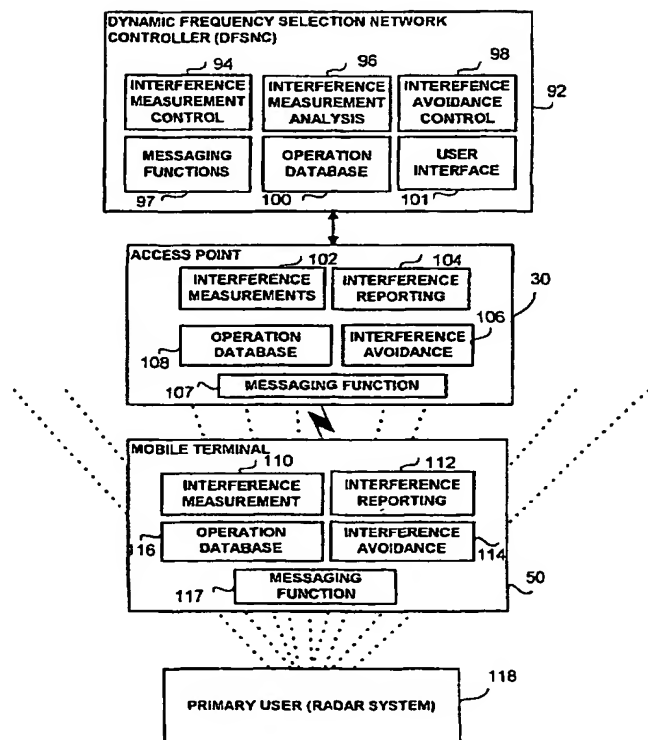 DYNAMIC FREQUENCY SELECTION NETWORK
CONTROLLER (DFSNC)
94
96
98
92
INTERFERENCE
MEASUREMENT
CONTROL
INTERFERENCE
MEASUREMENT
ANALYSIS
INTEREFENCE
AVOIDANCE
CONTROL
MESSAGING
FUNCTIONS
OPERATION
DATABASE
USER
INTERFACE
97
100
101
ACCESS POINT
102
104
30
INTERFERENCE
MEASUREMENTS
INTERFERENCE
REPORTING
106
OPERATION
DATABASE
INTERFERENCE
AVOIDANCE
108
107
MESSAGING FUNCTION
MOBILE TERMINAL
110
112
INTERFERENCE
MEASUREMENT
INTERFERENCE
REPORTING
OPERATION
DATABASE
INTERFERENCE
AVOIDANCE
116
114
MESSAGING
FUNCTION
117
50
118
PRIMARY USER (RADAR SYSTEM)